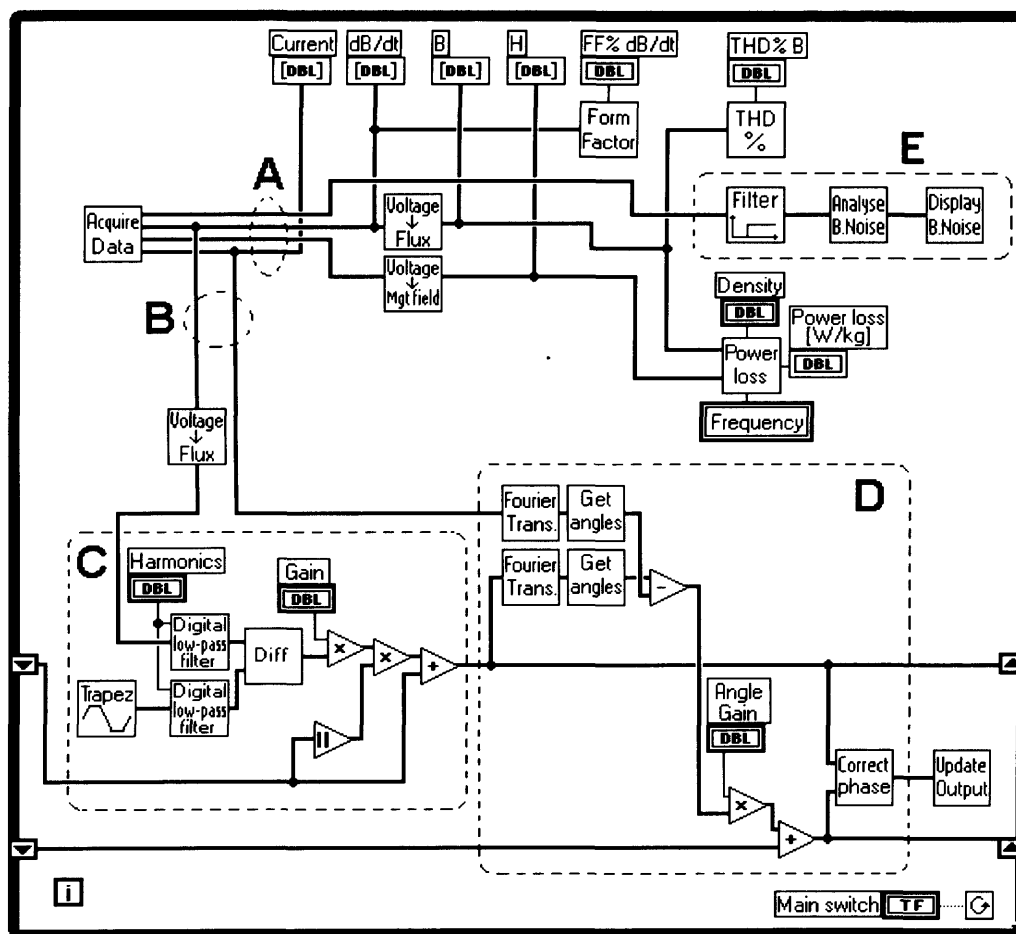 Current
[DBL]
dB/dt
[DBL]
B
[DBL]
H
[DBL]
FF% dB/dt
DBL
Form
Factor
THD% B
DBL
THD
%
A
E
Acquire
Data
Voltage
↓
Flux
Voltage
↓
Mgt field
Filter
Analyse
B.Noise
Display
B.Noise
B
Density
DBL
Power loss
[W/kg]
DBL
Power
loss
Frequency
Voltage
↓
Flux
D
Fourier
Trans.
Get
angles
Fourier
Trans.
Get
angles
−
C
Harmonics
DBL
Gain
DBL
Digital
low-pass
filter
Diff
x
x
+
Trapez
Digital
low-pass
filter
||
Angle
Gain
DBL
x
+
Correct
phase
Update
Output
i
Main switch
TF